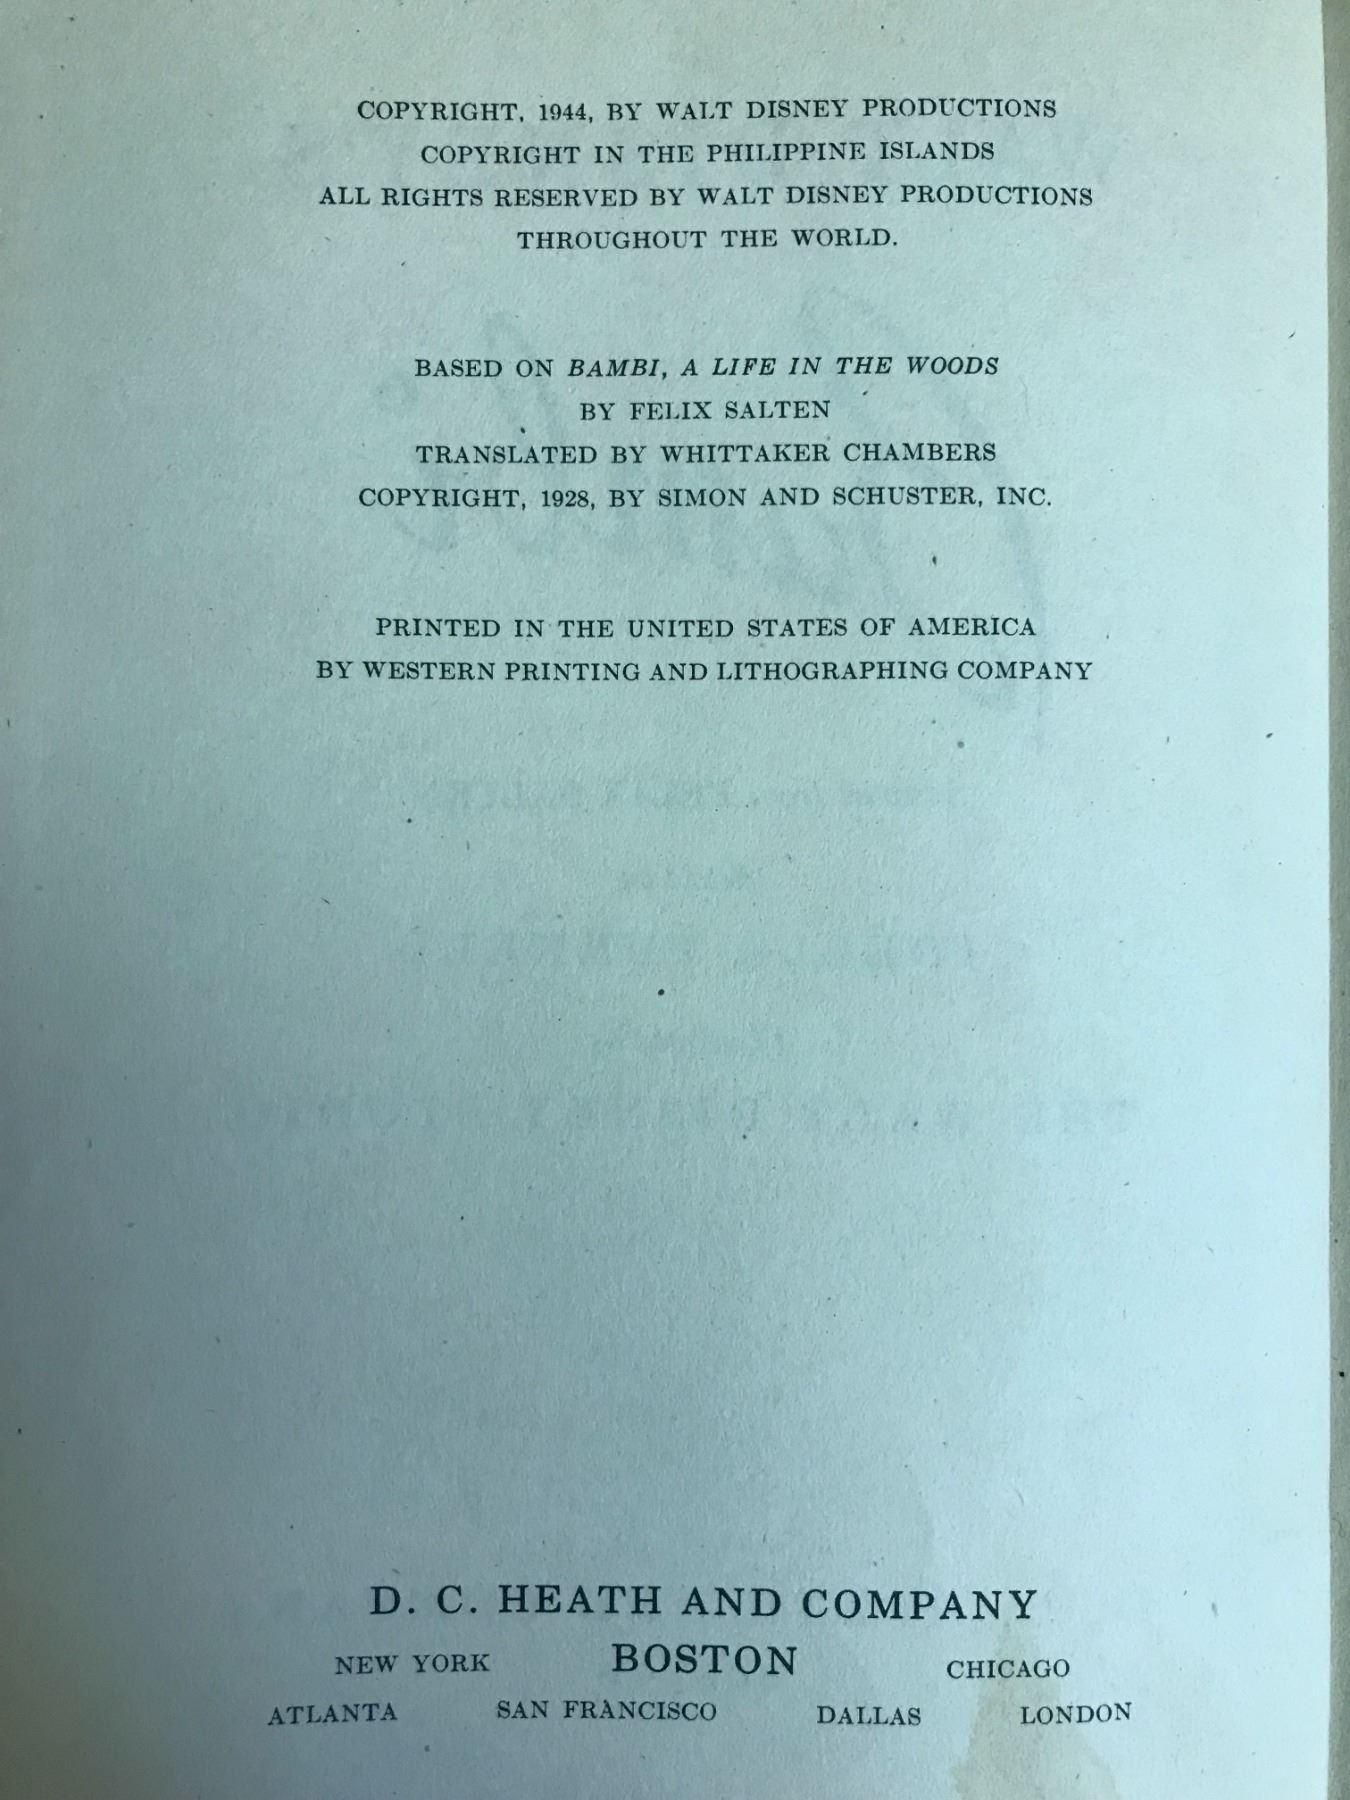 COPYRIGHT, 1944, BY WALT DISNEY PRODUCTIONS
COPYRIGHT IN THE PHILIPPINE ISLANDS
ALL RIGHTS RESERVED BY WALT DISNEY PRODUCTIONS
THROUGHOUT THE WORLD.
BASED ON BAMBI, A LIFE IN THE WOODS
BY FELIX SALTEN
TRANSLATED BY WHITTAKER CHAMBERS
COPYRIGHT, 1928, BY SIMON AND SCHUSTER, INC.
PRINTED IN THE UNITED STATES OF AMERICA
BY WESTERN PRINTING AND LITHOGRAPHING COMPANY
D. C. HEATH AND COMPANY
NEW YORK BOSTON CHICAGO
ATLANTA SAN FRANCISCO DALLAS LONDON